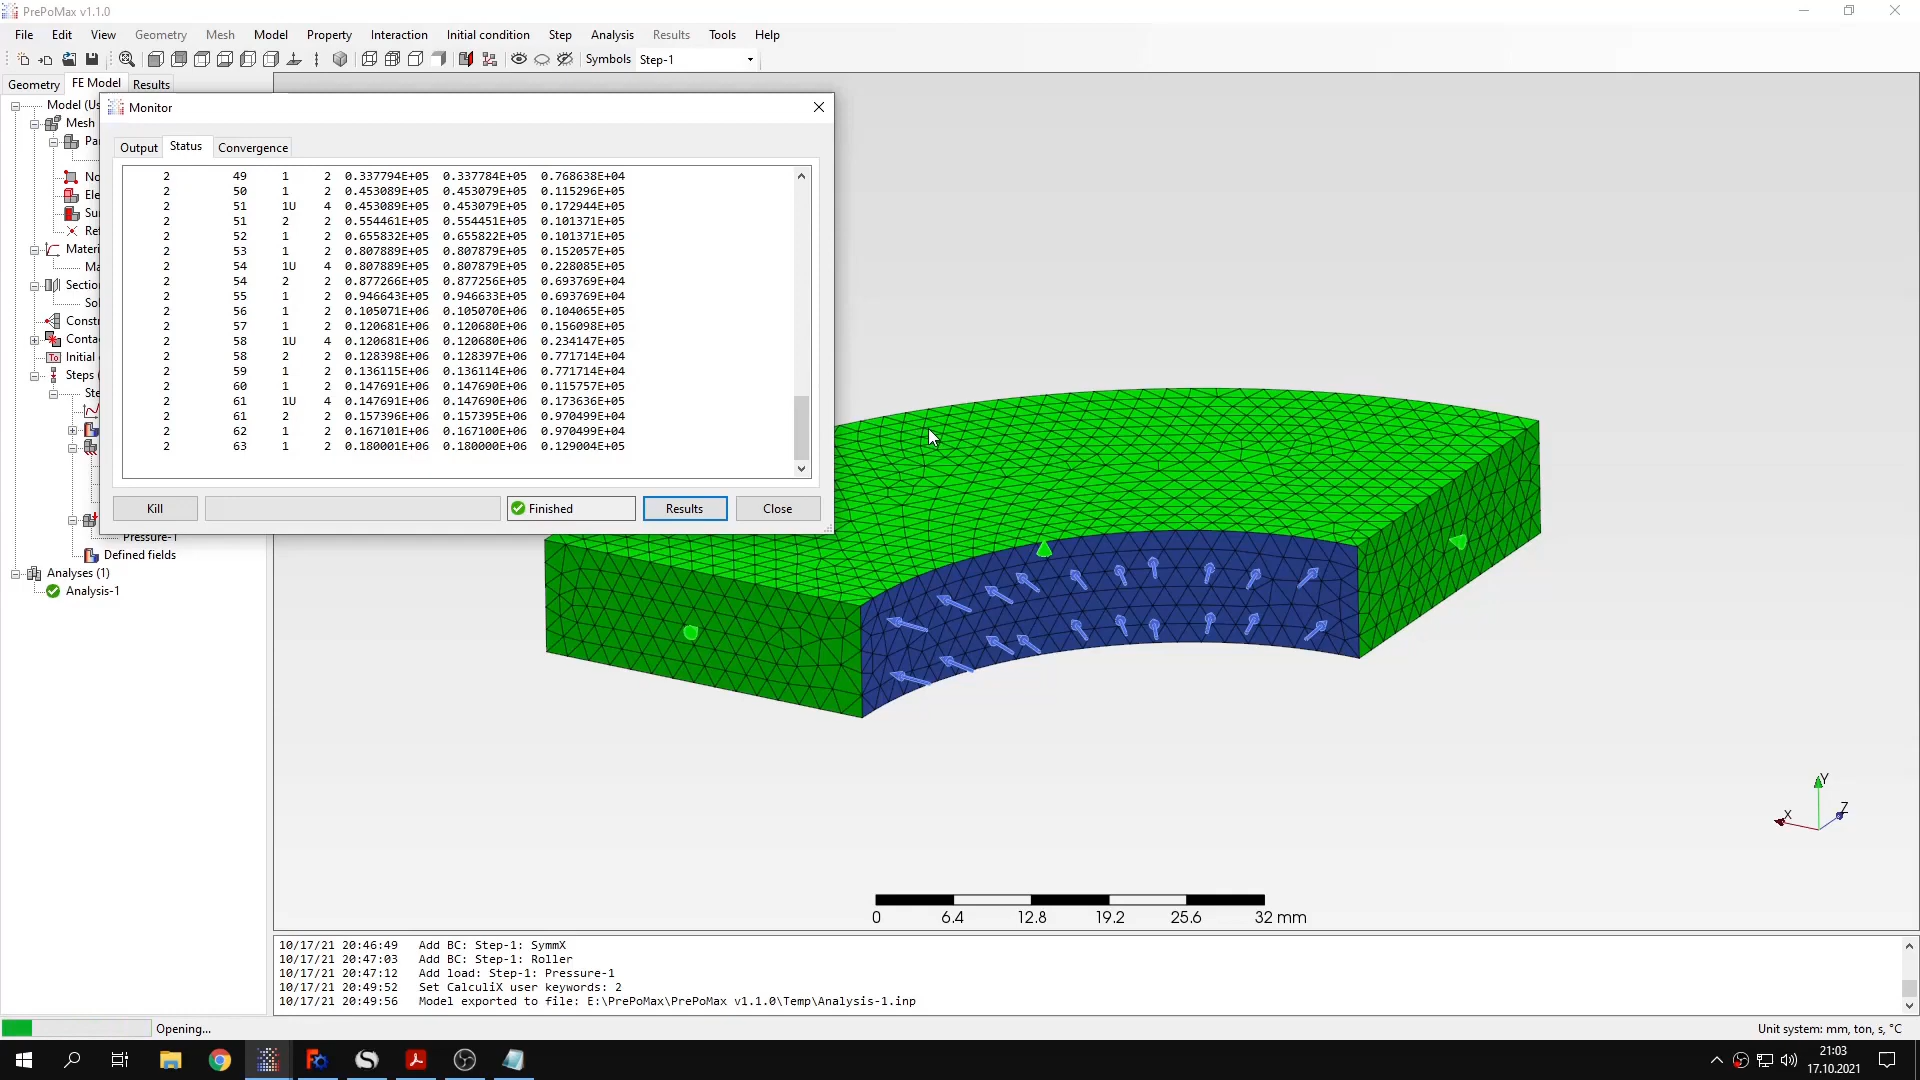 PrePoMax v1.1.0
File Edit View Geometry Mesh Model Property Interaction Initial condition Step Analysis Results Tools Help
Symbols Step-1
Geometry FE Model Results
Model (Us
Mesh
Pa
No
Ele
Su
Re
Materi
Ma
Sectio
So
Constr
Conta
Initial
Steps (
Ste
Pressure-1
Defined fields
Analyses (1)
Analysis-1
Monitor
Output Status Convergence
2 49 1 2 0.337794E+05 0.337784E+05 0.768638E+04
2 50 1 2 0.453089E+05 0.453079E+05 0.115296E+05
2 51 1U 4 0.453089E+05 0.453079E+05 0.172944E+05
2 51 2 2 0.554461E+05 0.554451E+05 0.101371E+05
2 52 1 2 0.655832E+05 0.655822E+05 0.101371E+05
2 53 1 2 0.807889E+05 0.807879E+05 0.152057E+05
2 54 1U 4 0.807889E+05 0.807879E+05 0.228085E+05
2 54 2 2 0.877266E+05 0.877256E+05 0.693769E+04
2 55 1 2 0.946643E+05 0.946633E+05 0.693769E+04
2 56 1 2 0.105071E+06 0.105070E+06 0.104065E+05
2 57 1 2 0.120681E+06 0.120680E+06 0.156098E+05
2 58 1U 4 0.120681E+06 0.120680E+06 0.234147E+05
2 58 2 2 0.128398E+06 0.128397E+06 0.771714E+04
2 59 1 2 0.136115E+06 0.136114E+06 0.771714E+04
2 60 1 2 0.147691E+06 0.147690E+06 0.115757E+05
2 61 1U 4 0.147691E+06 0.147690E+06 0.173636E+05
2 61 2 2 0.157396E+06 0.157395E+06 0.970499E+04
2 62 1 2 0.167101E+06 0.167100E+06 0.970499E+04
2 63 1 2 0.180001E+06 0.180000E+06 0.129004E+05
Kill Finished Results Close
Y
X Z
0 6.4 12.8 19.2 25.6 32 mm
10/17/21 20:46:49 Add BC: Step-1: SymmX
10/17/21 20:47:03 Add BC: Step-1: Roller
10/17/21 20:47:12 Add load: Step-1: Pressure-1
10/17/21 20:49:52 Set CalculiX user keywords: 2
10/17/21 20:49:56 Model exported to file: E:\PrePoMax\PrePoMax v1.1.0\Temp\Analysis-1.inp
Opening... Unit system: mm, ton, s, °C
21:03
17.10.2021